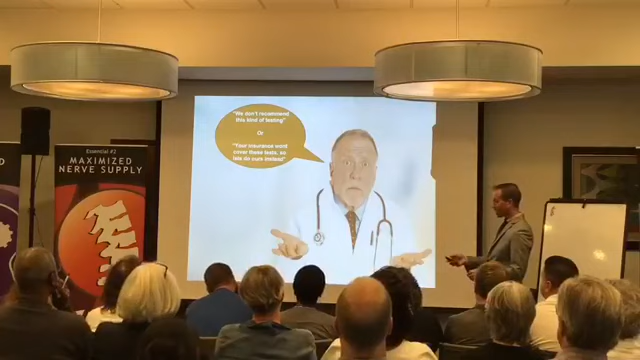 "We don't recommend
this kind of testing"
Or
"Your insurance wont
cover these tests, so
lets do ours instead"
Essential #2
MAXIMIZED
NERVE SUPPLY